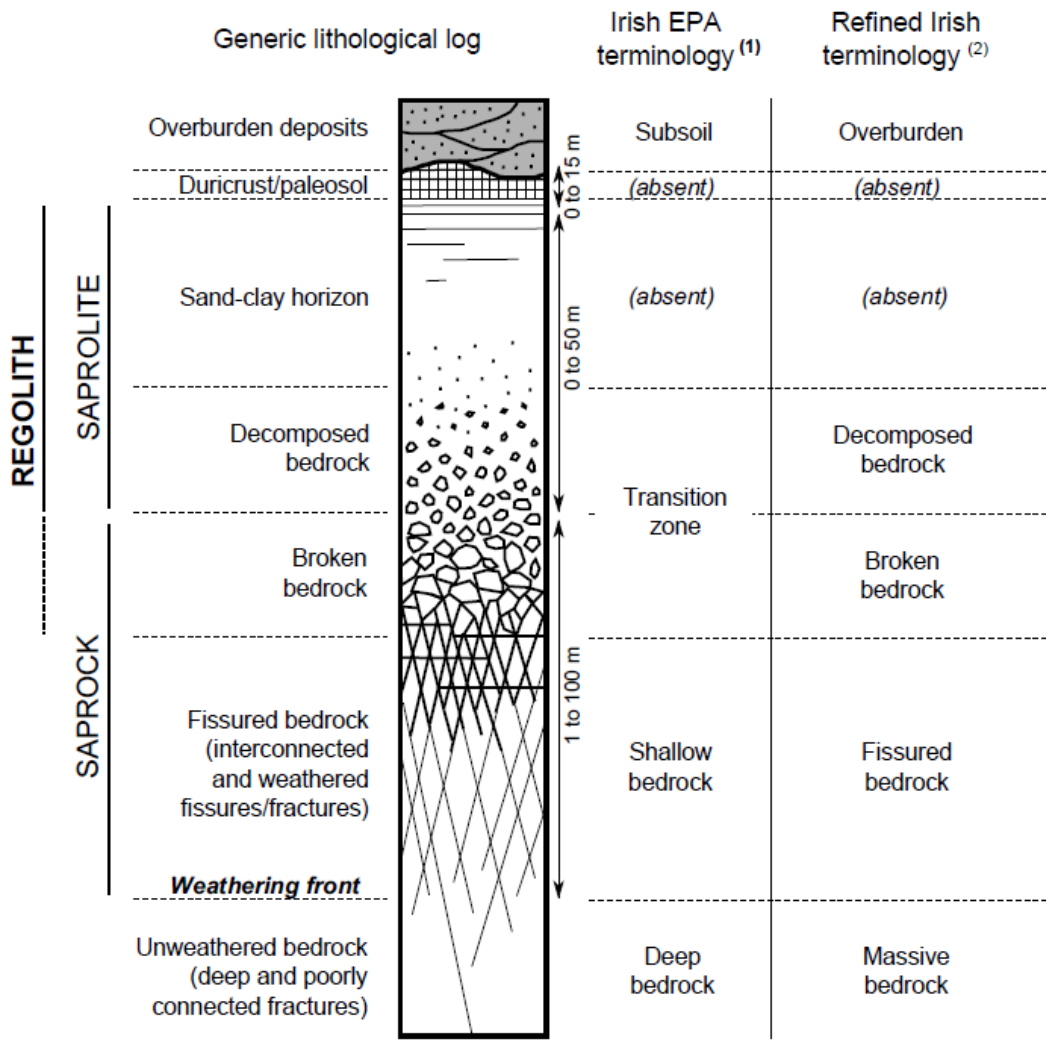 Generic lithological log
Irish EPA
terminology (1)
Refined Irish
terminology (2)
Overburden deposits
Subsoil
Overburden
0 to 15 m
Duricrust/paleosol
(absent)
(absent)
REGOLITH
SAPROLITE
Sand-clay horizon
0 to 50 m
(absent)
(absent)
Decomposed
bedrock
Decomposed
bedrock
Transition
zone
Broken
bedrock
Broken
bedrock
SAPROCK
1 to 100 m
Fissured bedrock
(interconnected
and weathered
fissures/fractures)
Shallow
bedrock
Fissured
bedrock
Weathering front
Unweathered bedrock
(deep and poorly
connected fractures)
Deep
bedrock
Massive
bedrock